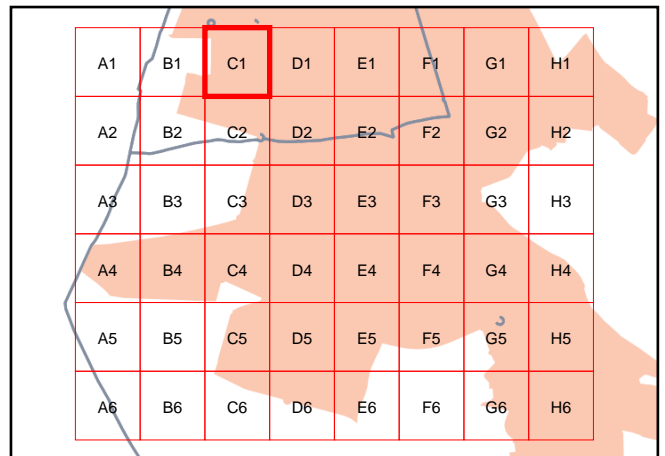 A1 B1 C1 D1 E1 F1 G1 H1
A2 B2 C2 D2 E2 F2 G2 H2
A3 B3 C3 D3 E3 F3 G3 H3
A4 B4 C4 D4 E4 F4 G4 H4
A5 B5 C5 D5 E5 F5 G5 H5
A6 B6 C6 D6 E6 F6 G6 H6